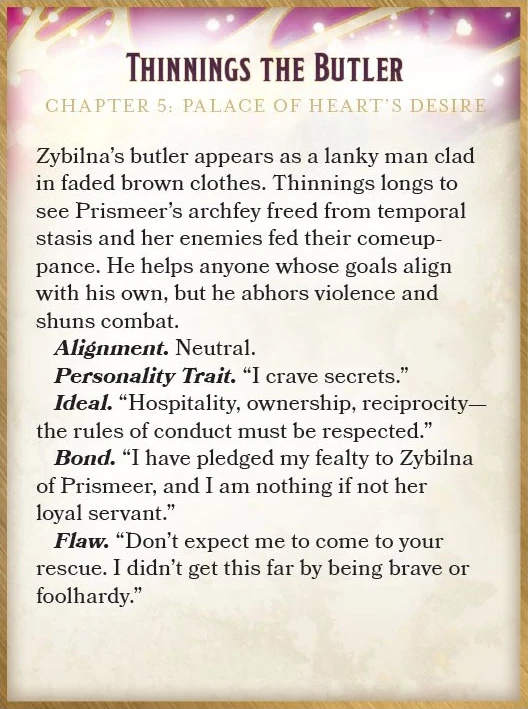 THINNINGS THE BUTLER
CHAPTER 5: PALACE OF HEART'S DESIRE
Zybilna's butler appears as a lanky man clad
in faded brown clothes. Thinnings longs to
see Prismeer's archfey freed from temporal
stasis and her enemies fed their comeup-
pance. He helps anyone whose goals align
with his own, but he abhors violence and
shuns combat.
Alignment. Neutral.
Personality Trait. “I crave secrets.”
Ideal. “Hospitality, ownership, reciprocity—
the rules of conduct must be respected.”
Bond. “I have pledged my fealty to Zybilna
of Prismeer, and I am nothing if not her
loyal servant.”
Flaw. “Don't expect me to come to your
rescue. I didn't get this far by being brave or
foolhardy.”